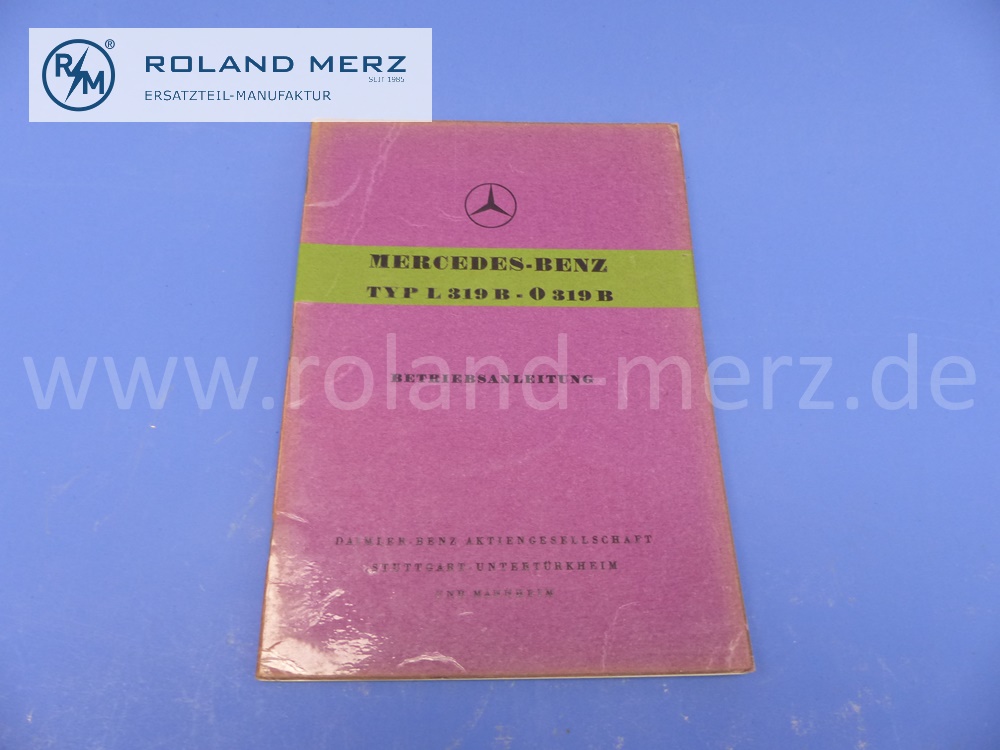 RM®
ROLAND MERZ
SEIT 1985
ERSATZTEIL-MANUFAKTUR
MERCEDES-BENZ
TYP L 319 B - O 319 B
www.roland-merz.de
BETRIEBSANLEITUNG
DAIMLER-BENZ AKTIENGESELLSCHAFT
STUTTGART-UNTERTÜRKHEIM
UND MANNHEIM